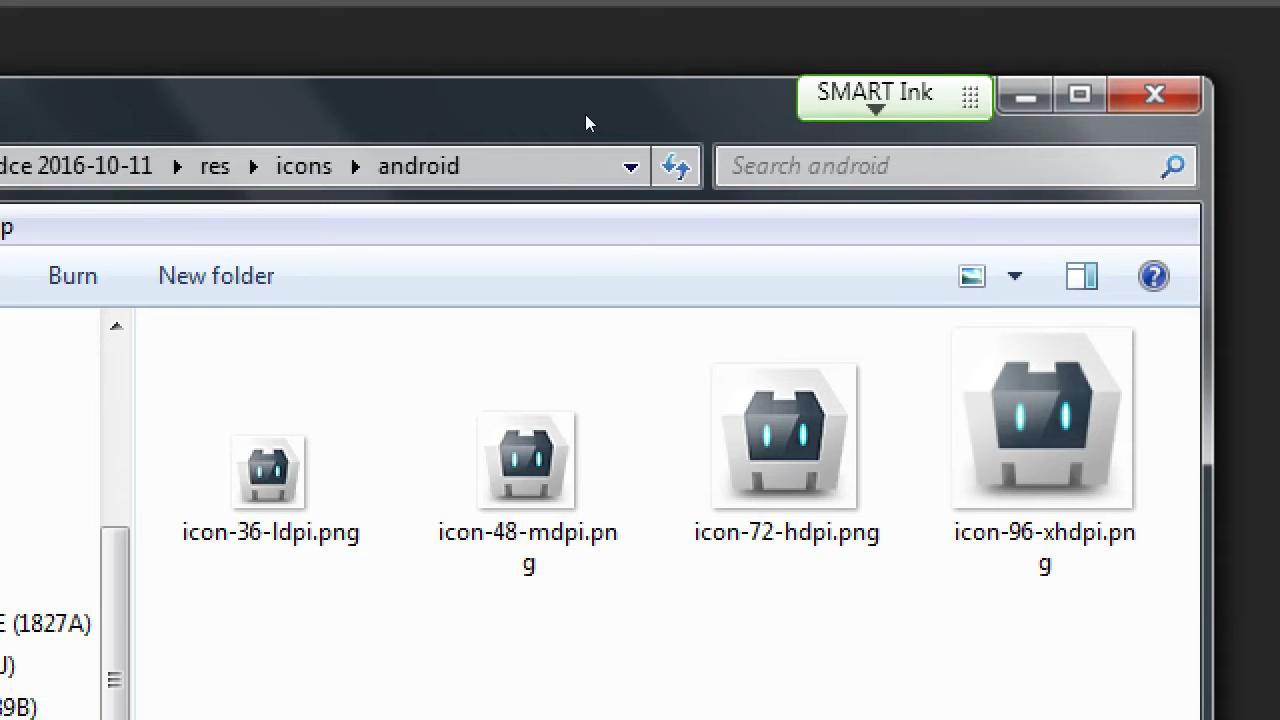 SMART Ink
dce 2016-10-11 res icons android
Search android
p
Burn New folder
icon-36-ldpi.png
icon-48-mdpi.pn
g
icon-72-hdpi.png
icon-96-xhdpi.pn
g
E (1827A)
J)
39B)